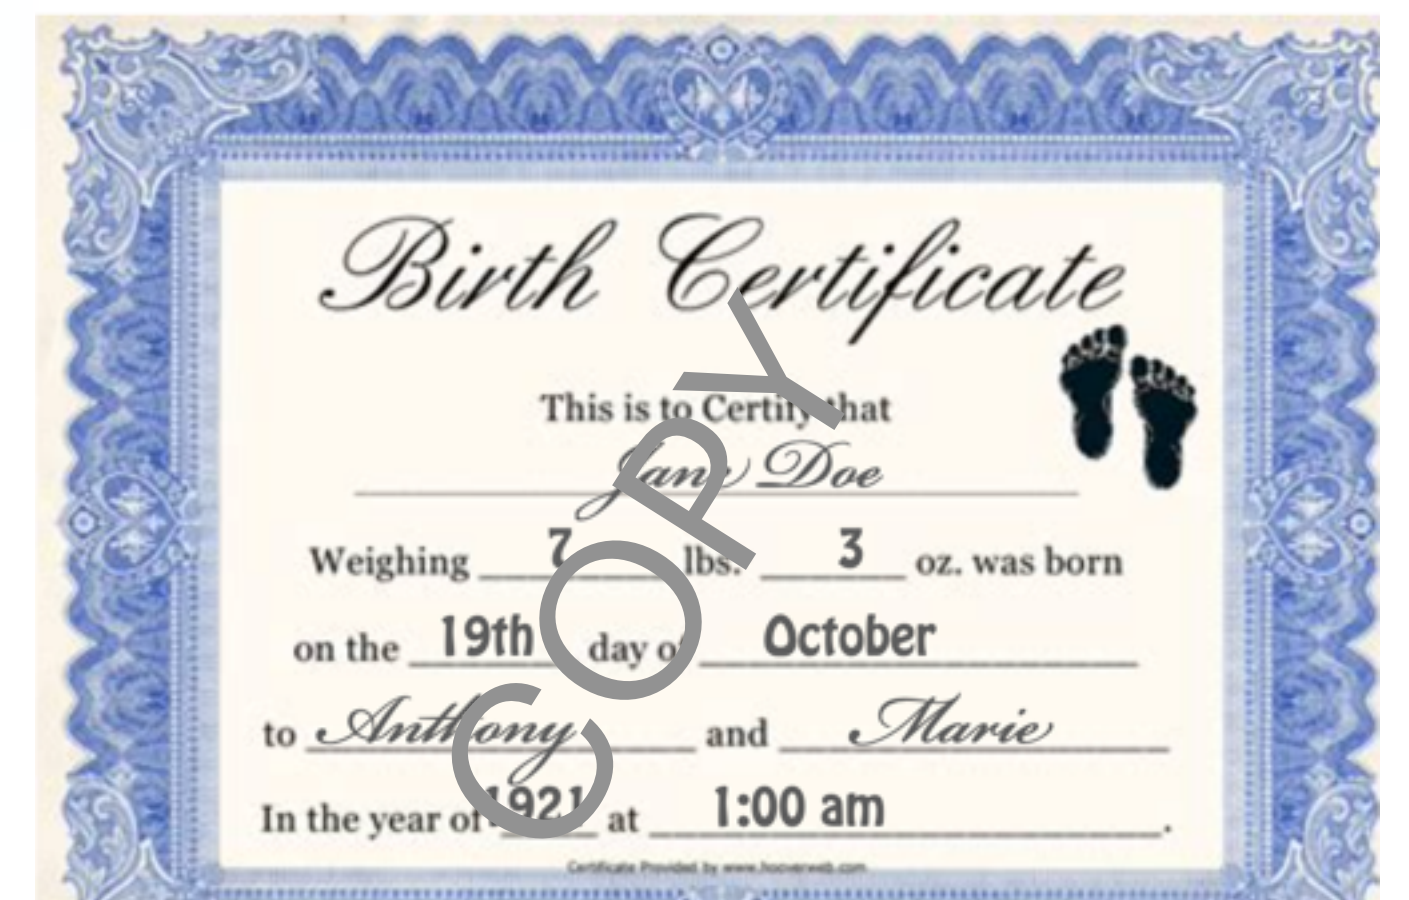 Birth Certificate
This is to Certify that
Jane Doe
Weighing 7 lbs. 3 oz. was born
on the 19th day of October
to Anthony and Marie
In the year of 1921 at 1:00 am.
Certificate Provided by www.hooverweb.com
COPY